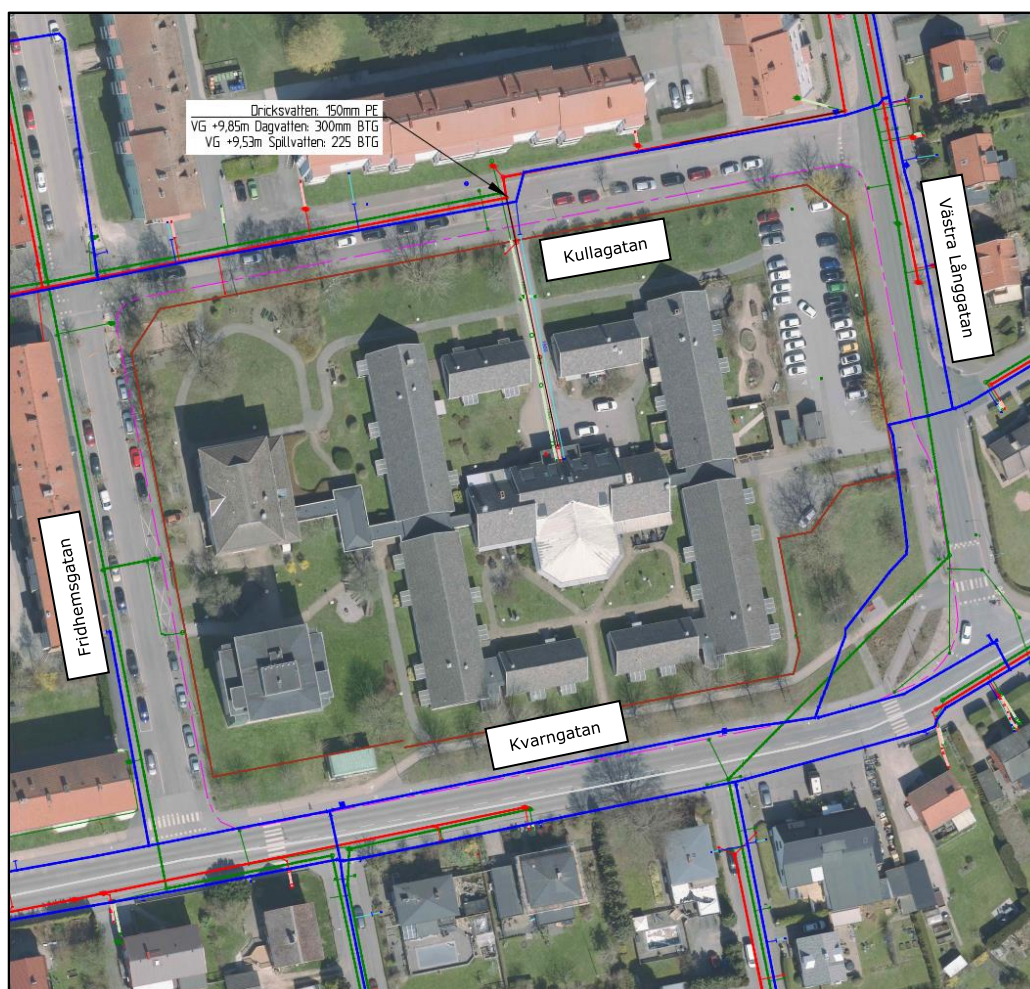 Dricksvatten: 150mm PE
VG +9,85m Dagvatten: 300mm BTG
VG +9,53m Spillvatten: 225 BTG
Kullagatan
Västra Långgatan
Fridhemsgatan
Kvarngatan